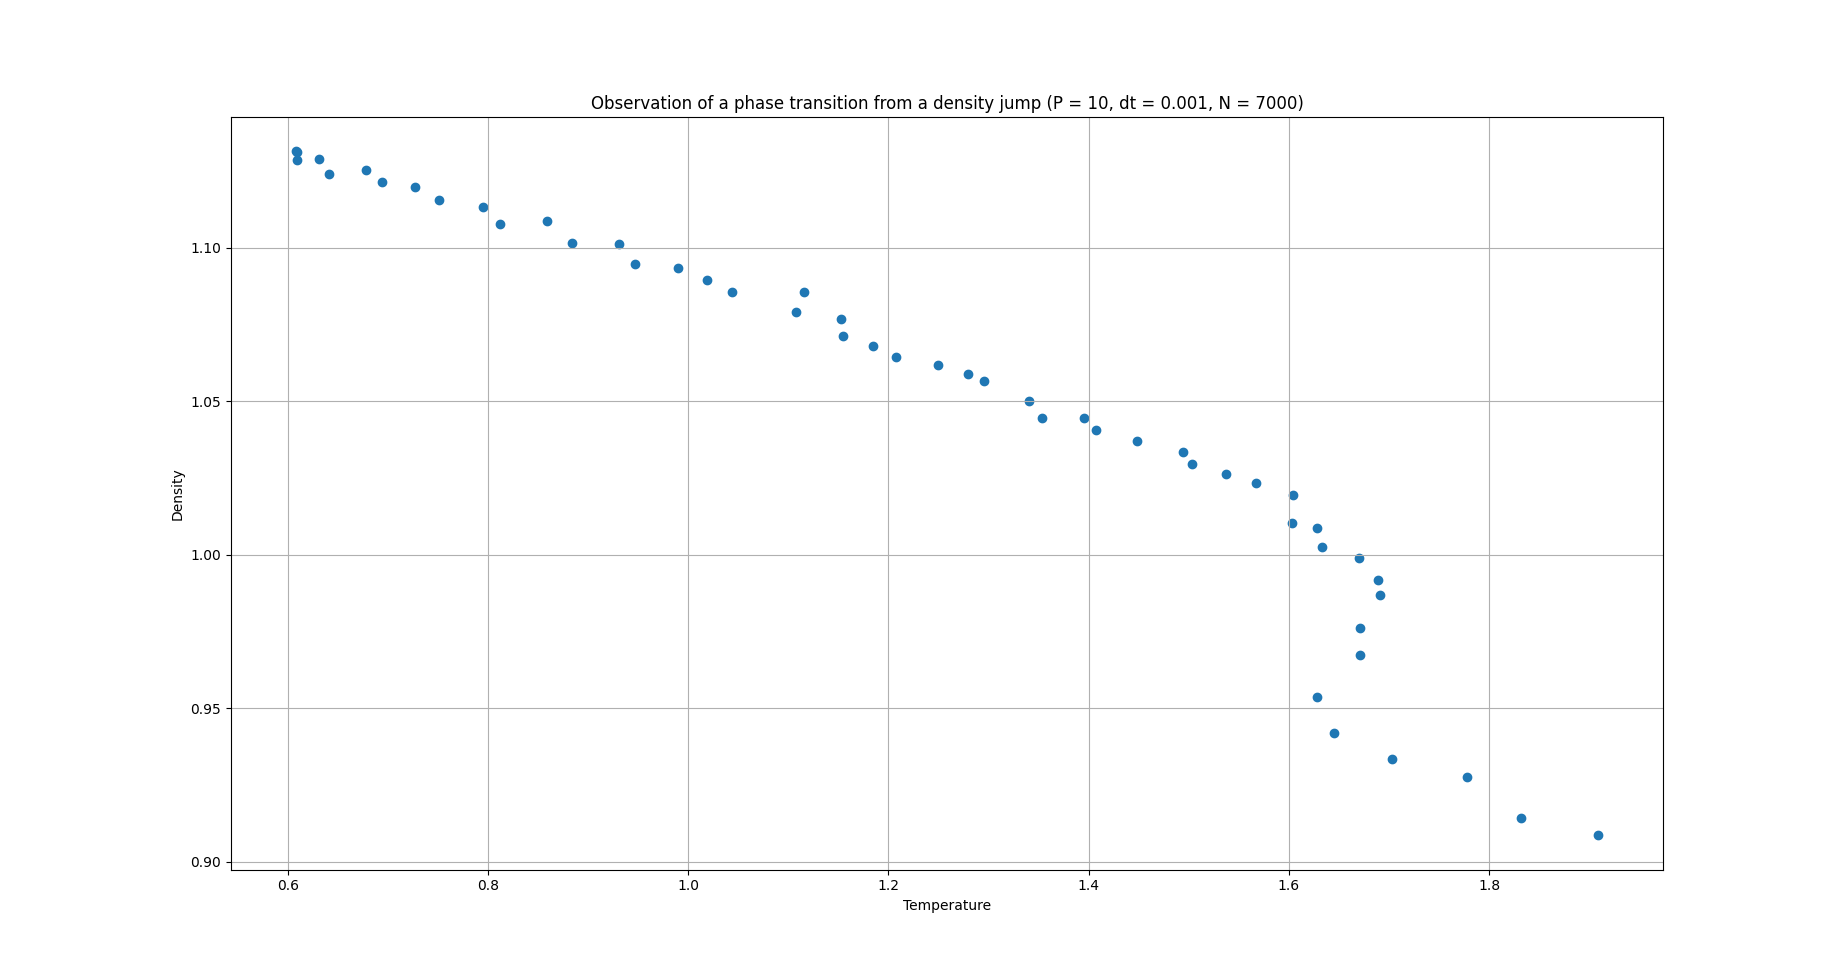 Observation of a phase transition from a density jump (P = 10, dt = 0.001, N = 7000)
1.10
1.05
1.00
0.95
0.90
Density
0.6 0.8 1.0 1.2 1.4 1.6 1.8
Temperature